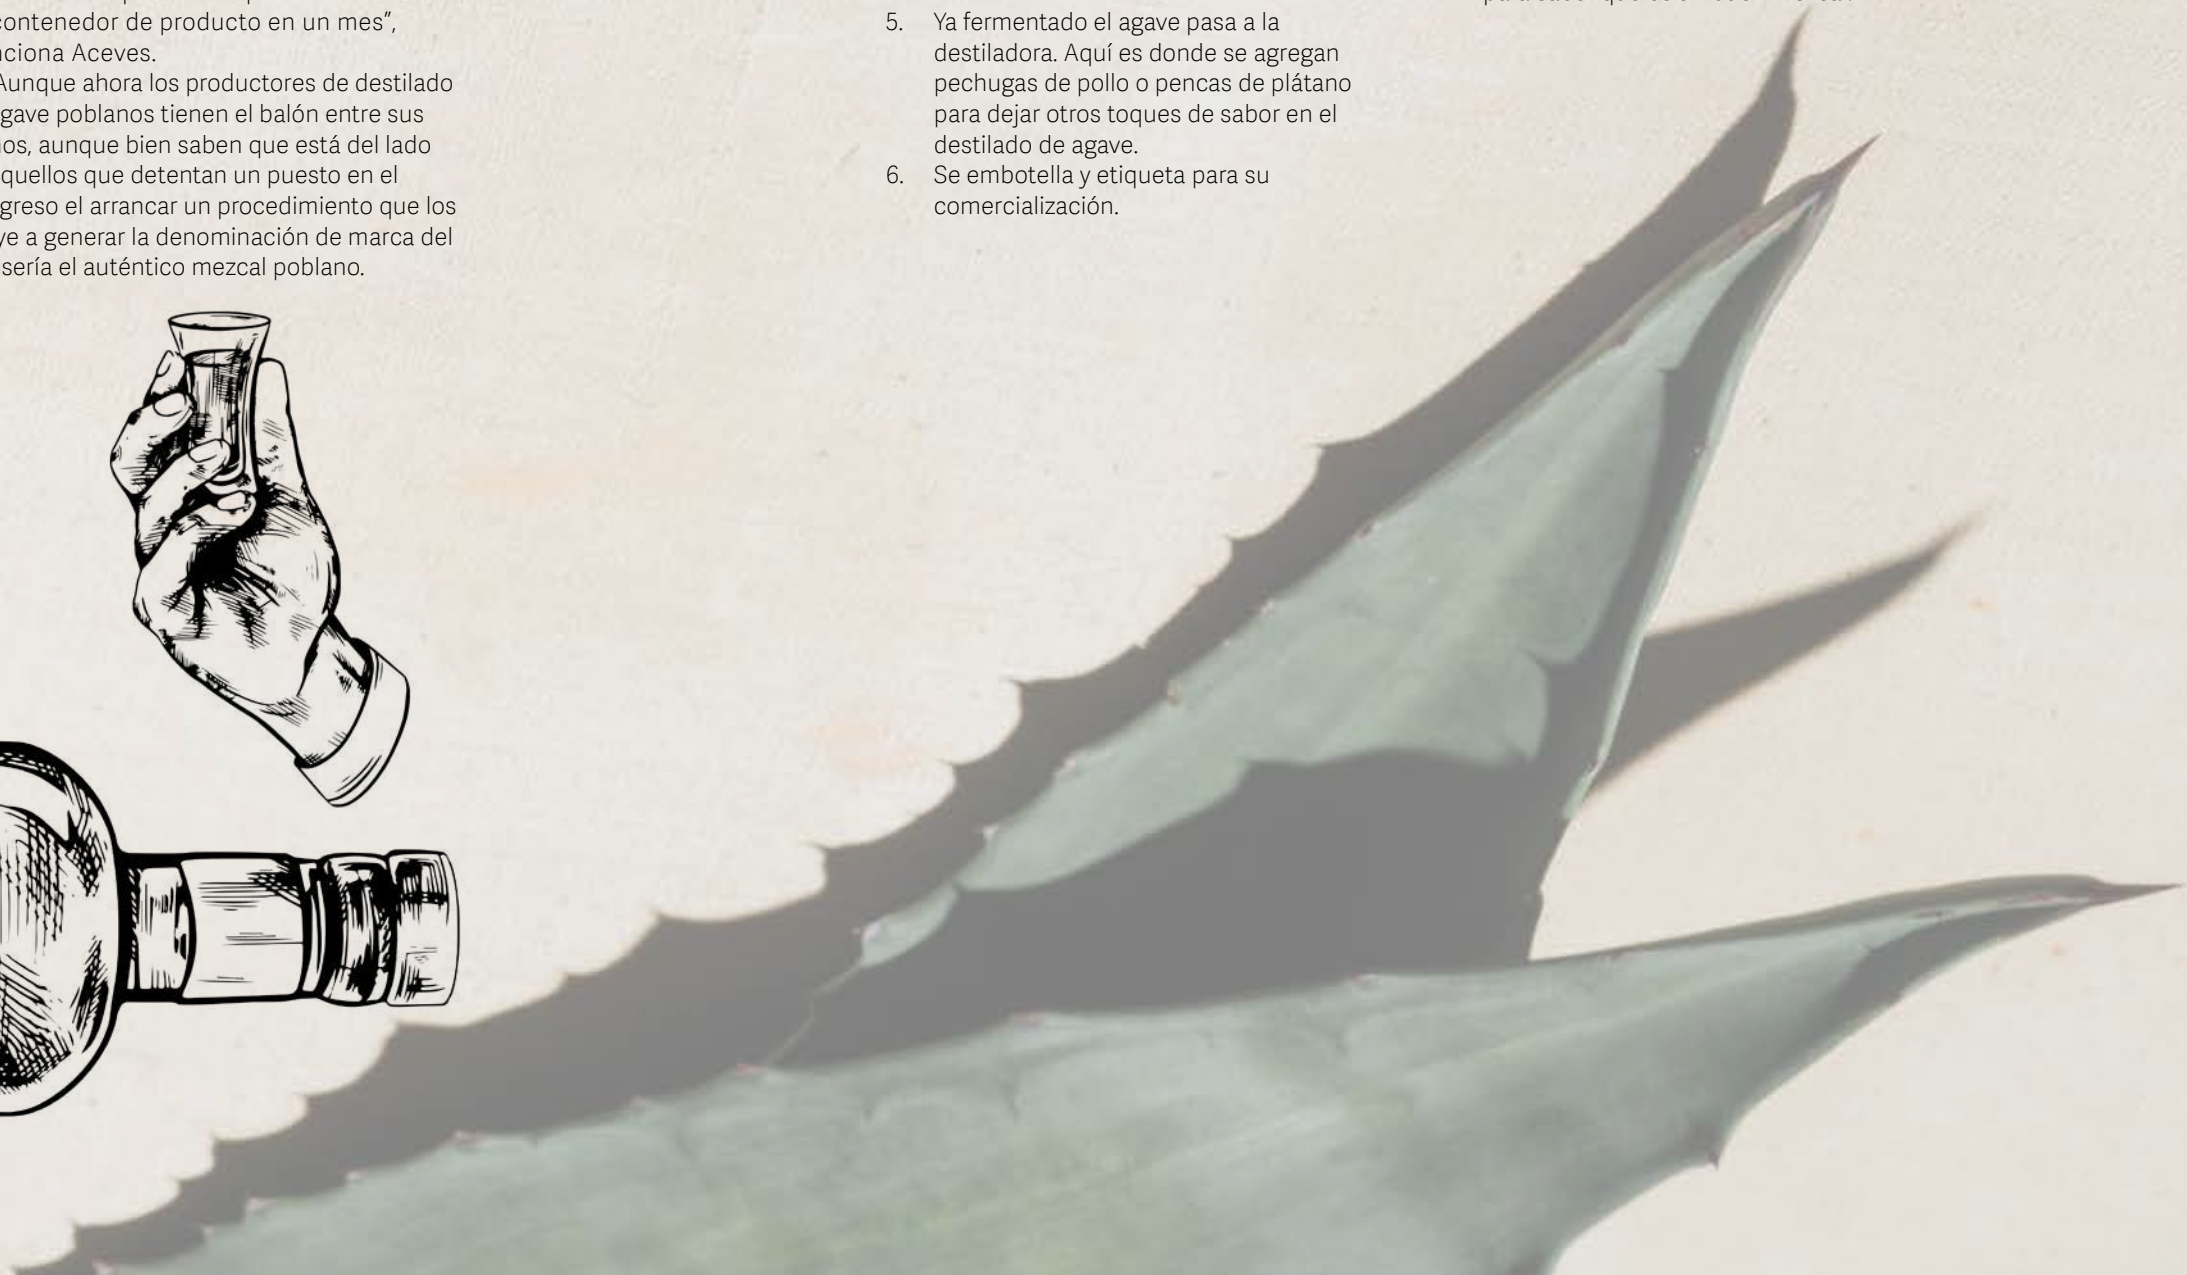 contenedor de producto en un mes”,
nciona Aceves.
Aunque ahora los productores de destilado
gave poblanos tienen el balón entre sus
nos, aunque bien saben que está del lado
quellos que detentan un puesto en el
greso el arrancar un procedimiento que los
ye a generar la denominación de marca del
sería el auténtico mezcal poblano.
5. Ya fermentado el agave pasa a la
destiladora. Aquí es donde se agregan
pechugas de pollo o pencas de plátano
para dejar otros toques de sabor en el
destilado de agave.
6. Se embotella y etiqueta para su
comercialización.